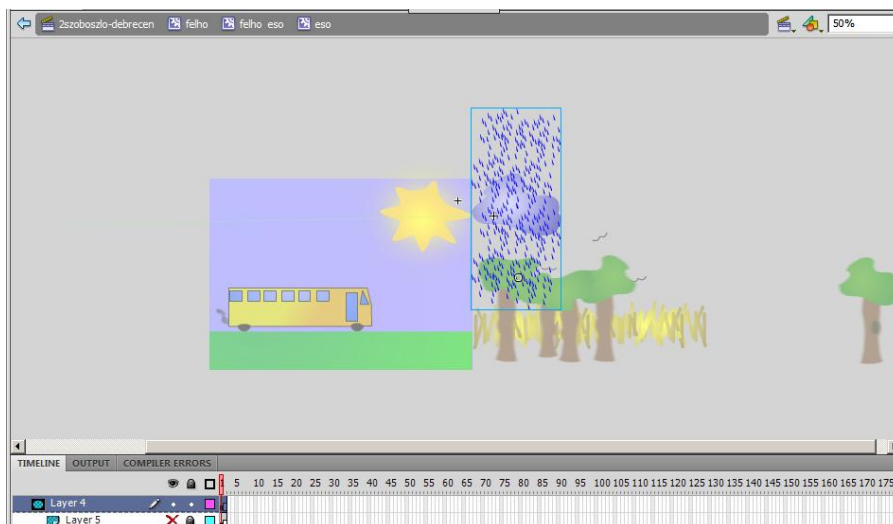 2szoboszlo-debrecen felho felho eso eso 50%
TIMELINE OUTPUT COMPILER ERRORS
1 5 10 15 20 25 30 35 40 45 50 55 60 65 70 75 80 85 90 95 100 105 110 115 120 125 130 135 140 145 150 155 160 165 170 175
Layer 4
Layer 5